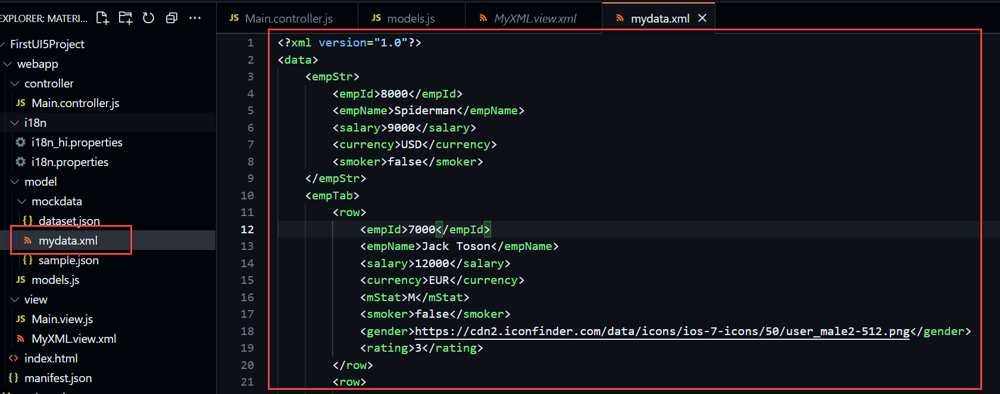 EXPLORER: MATERI... ...
FirstUI5Project
webapp
controller
JS Main.controller.js
i18n
i18n_hi.properties
i18n.properties
model
mockdata
{} dataset.json
mydata.xml
{} sample.json
JS models.js
view
JS Main.view.js
MyXML.view.xml
<> index.html
{} manifest.json
JS Main.controller.js
JS models.js
MyXML.view.xml
mydata.xml
1 <?xml version="1.0"?>
2 <data>
3 <empStr>
4 <empId>8000</empId>
5 <empName>Spiderman</empName>
6 <salary>9000</salary>
7 <currency>USD</currency>
8 <smoker>false</smoker>
9 </empStr>
10 <empTab>
11 <row>
12 <empId>7000</empId>
13 <empName>Jack Toson</empName>
14 <salary>12000</salary>
15 <currency>EUR</currency>
16 <mStat>M</mStat>
17 <smoker>false</smoker>
18 <gender>https://cdn2.iconfinder.com/data/icons/ios-7-icons/50/user_male2-512.png</gender>
19 <rating>3</rating>
20 </row>
21 <row>